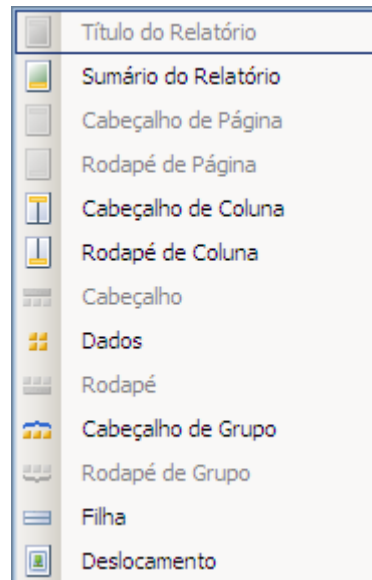 Título do Relatório
Sumário do Relatório
Cabeçalho de Página
Rodapé de Página
Cabeçalho de Coluna
Rodapé de Coluna
Cabeçalho
Dados
Rodapé
Cabeçalho de Grupo
Rodapé de Grupo
Filha
Deslocamento